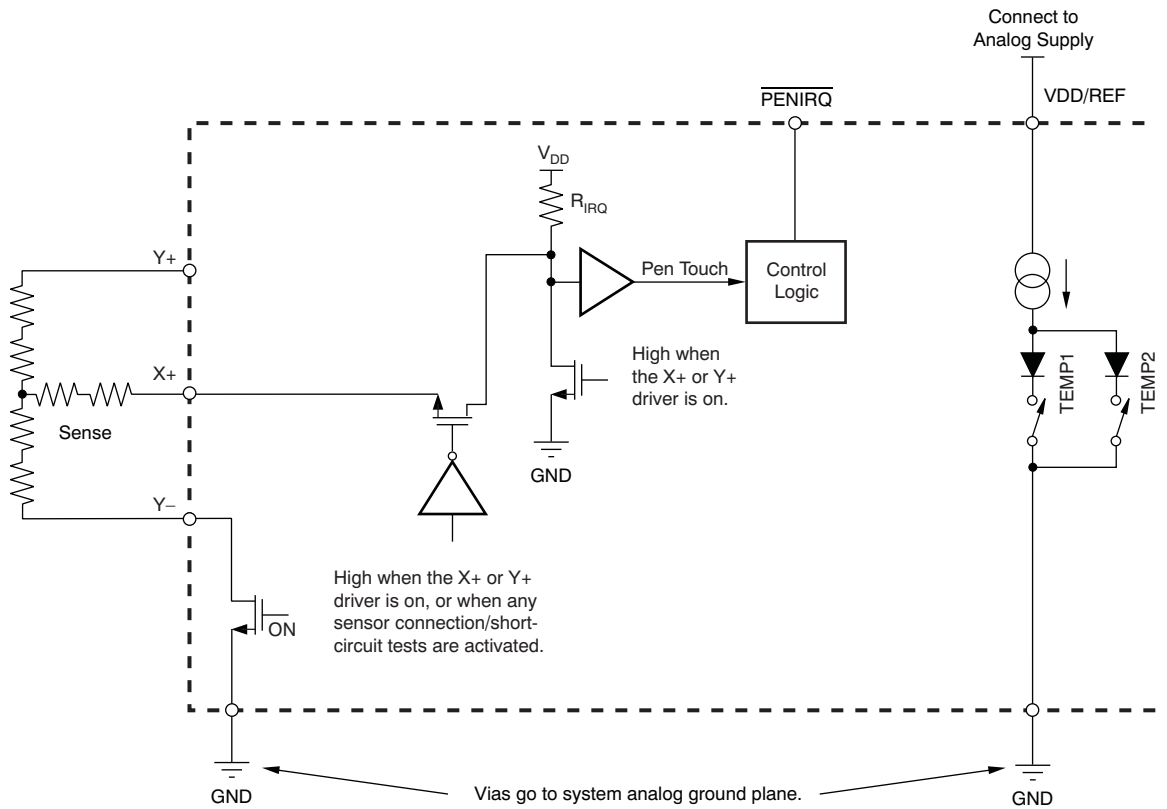 Connect to
Analog Supply
PENIRQ
VDD/REF
VDD
RIRQ
Y+
Pen Touch
Control
Logic
High when
the X+ or Y+
driver is on.
TEMP1
TEMP2
X+
Sense
GND
Y–
High when the X+ or Y+
driver is on, or when any
sensor connection/short-
circuit tests are activated.
ON
GND
Vias go to system analog ground plane.
GND